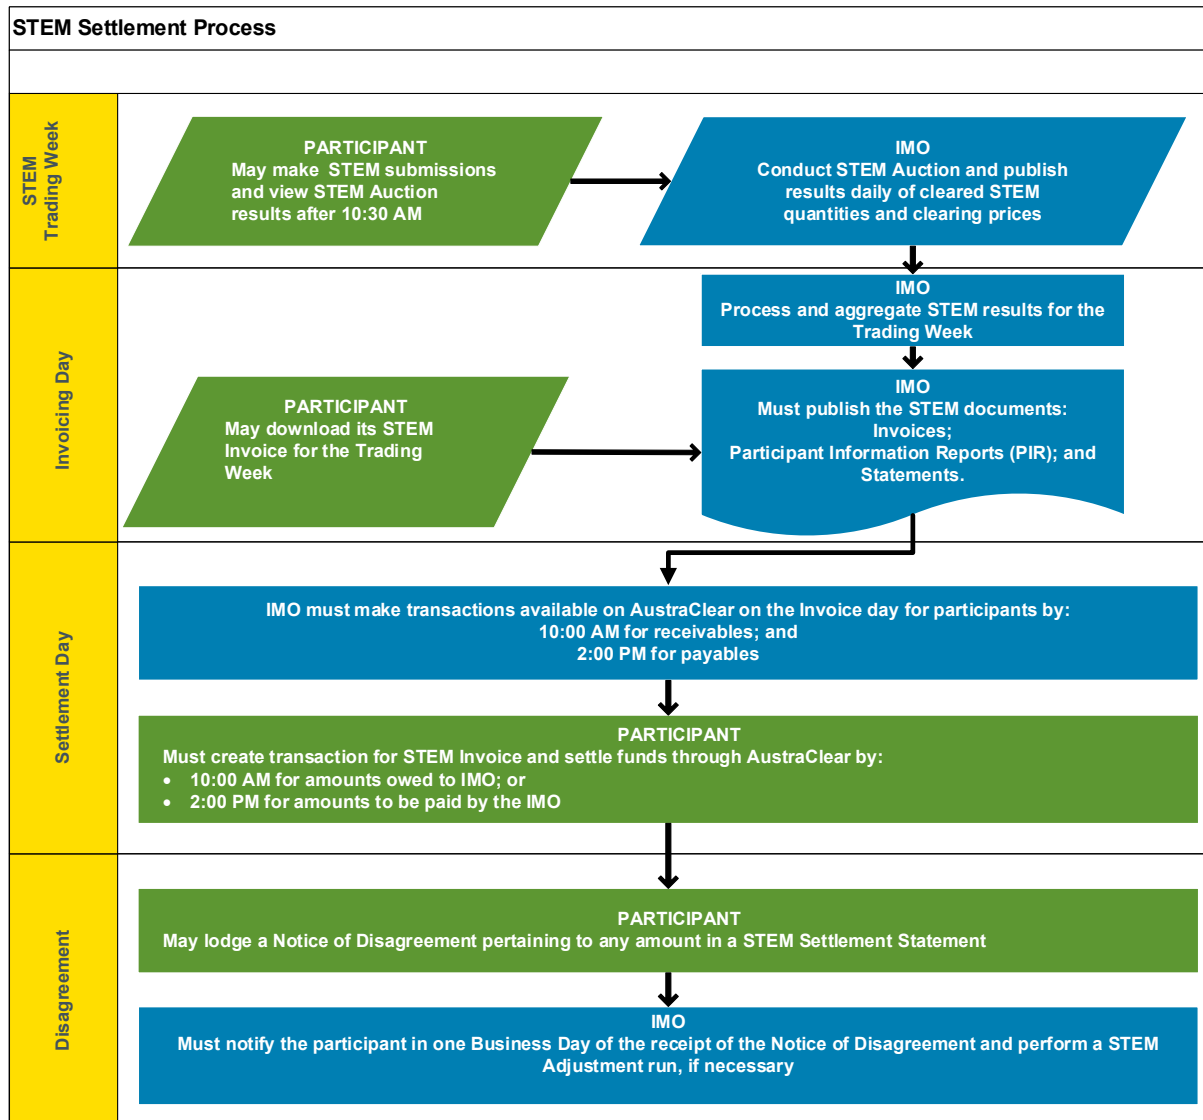 STEM Settlement Process
STEM
Trading Week
PARTICIPANT
May make STEM submissions
and view STEM Auction
results after 10:30 AM
IMO
Conduct STEM Auction and publish
results daily of cleared STEM
quantities and clearing prices
Invoicing Day
IMO
Process and aggregate STEM results for the
Trading Week
PARTICIPANT
May download its STEM
Invoice for the Trading
Week
IMO
Must publish the STEM documents:
Invoices;
Participant Information Reports (PIR); and
Statements.
Settlement Day
IMO must make transactions available on AustraClear on the Invoice day for participants by:
10:00 AM for receivables; and
2:00 PM for payables
PARTICIPANT
Must create transaction for STEM Invoice and settle funds through AustraClear by:
• 10:00 AM for amounts owed to IMO; or
• 2:00 PM for amounts to be paid by the IMO
Disagreement
PARTICIPANT
May lodge a Notice of Disagreement pertaining to any amount in a STEM Settlement Statement
IMO
Must notify the participant in one Business Day of the receipt of the Notice of Disagreement and perform a STEM
Adjustment run, if necessary